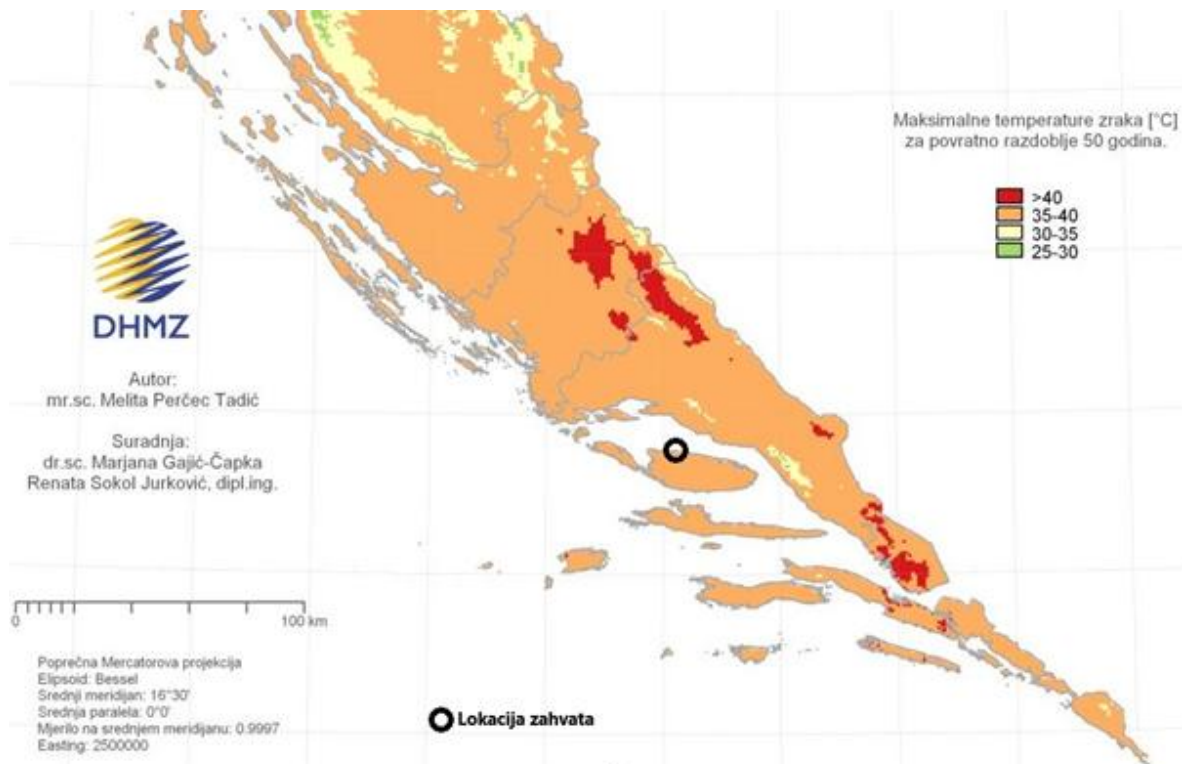 Maksimalne temperature zraka [°C]
za povratno razdoblje 50 godina.
>40
35-40
30-35
25-30
DHMZ
Autor:
mr.sc. Melita Perčec Tadić
Suradnja:
dr.sc. Marjana Gajić-Čapka
Renata Sokol Jurković, dipl.ing.
0 100 km
Poprečna Mercatorova projekcija
Elipsoid: Bessel
Srednji meridijan: 16°30'
Srednja paralela: 0°0'
Mjerilo na srednjem meridijanu: 0.9997
Easting: 2500000
Lokacija zahvata